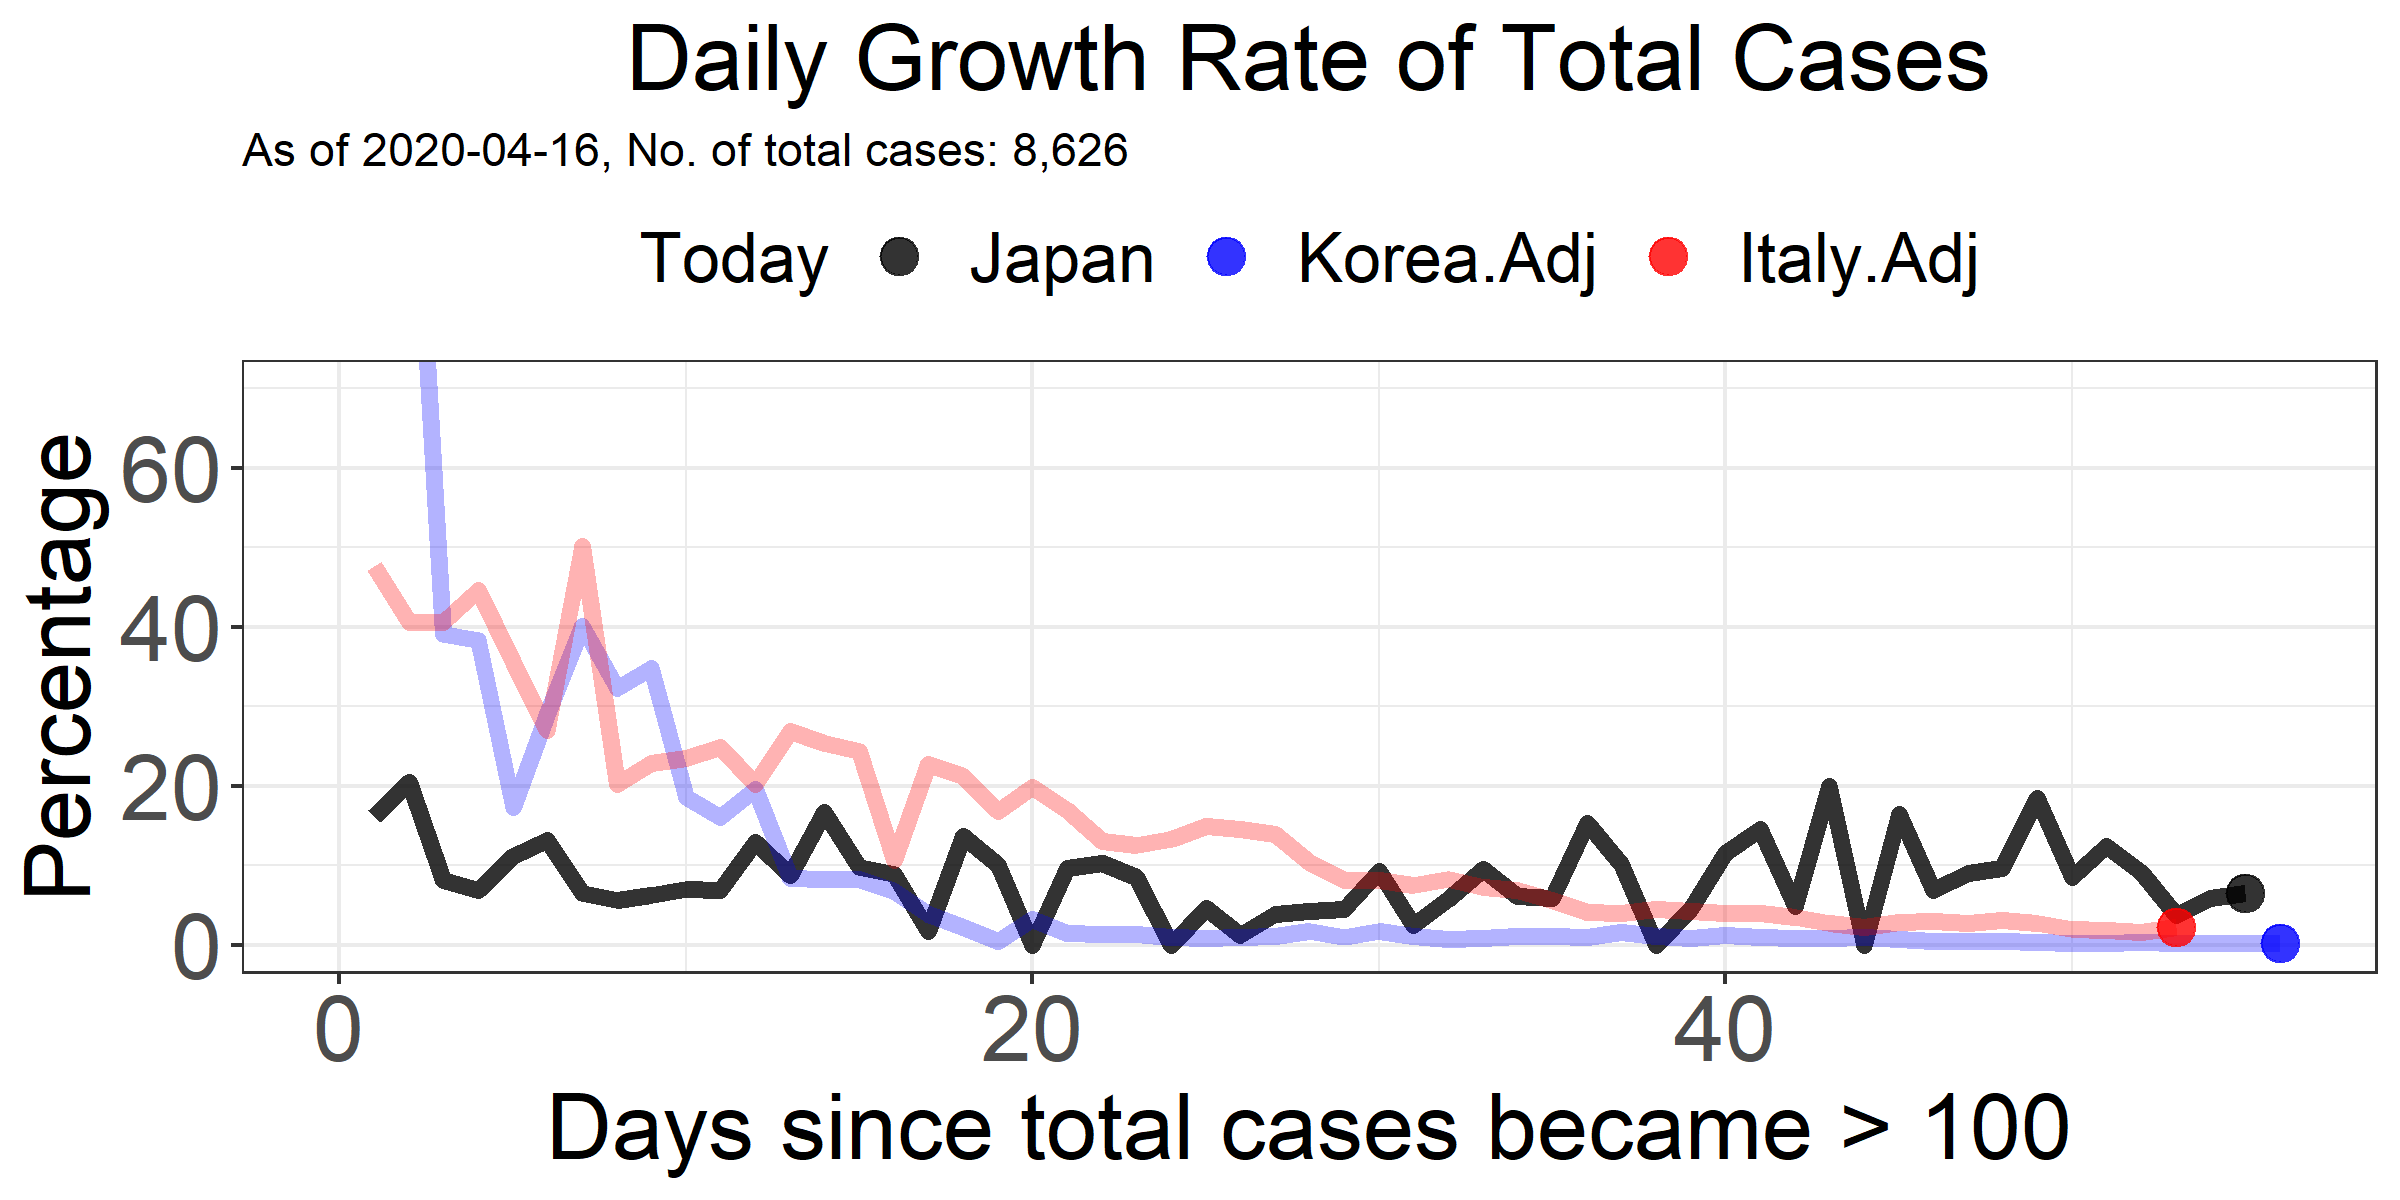 Daily Growth Rate of Total Cases
As of 2020-04-16, No. of total cases: 8,626
Today Japan Korea.Adj Italy.Adj
Percentage
60
40
20
0
0 20 40
Days since total cases became > 100